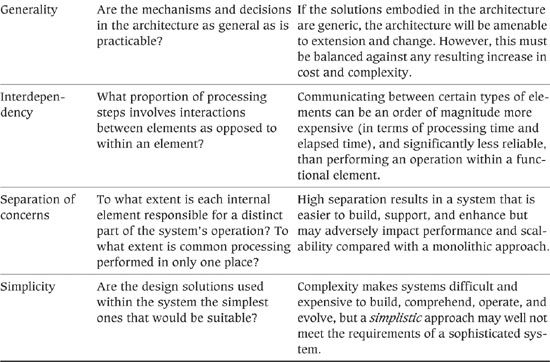 Generality
Are the mechanisms and decisions
in the architecture as general as is
practicable?
If the solutions embodied in the architecture
are generic, the architecture will be amenable
to extension and change. However, this must
be balanced against any resulting increase in
cost and complexity.
Interdepen-
dency
What proportion of processing
steps involves interactions
between elements as opposed to
within an element?
Communicating between certain types of ele-
ments can be an order of magnitude more
expensive (in terms of processing time and
elapsed time), and significantly less reliable,
than performing an operation within a func-
tional element.
Separation of
concerns
To what extent is each internal
element responsible for a distinct
part of the system’s operation? To
what extent is common processing
performed in only one place?
High separation results in a system that is
easier to build, support, and enhance but
may adversely impact performance and scal-
ability compared with a monolithic approach.
Simplicity
Are the design solutions used
within the system the simplest
ones that would be suitable?
Complexity makes systems difficult and
expensive to build, comprehend, operate, and
evolve, but a simplistic approach may well not
meet the requirements of a sophisticated sys-
tem.